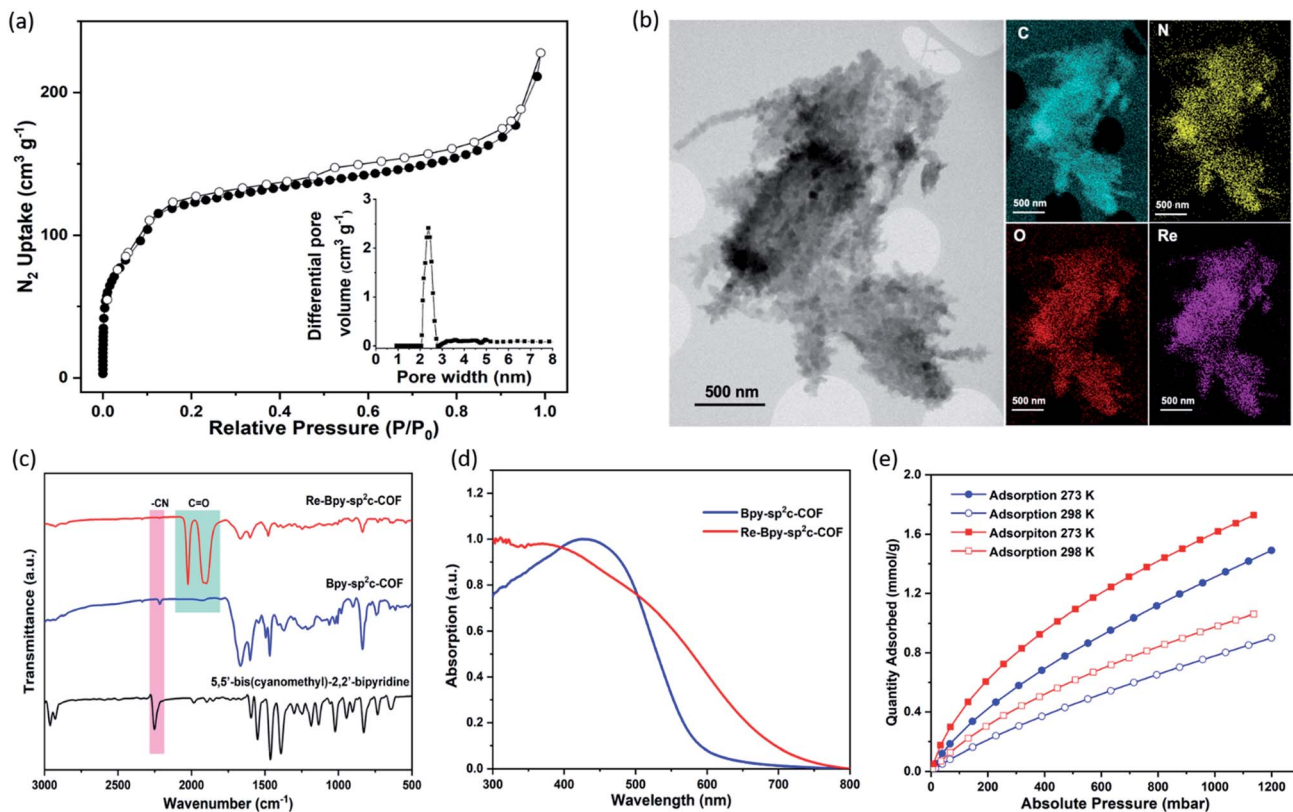 (a)
200
100
0
N₂ Uptake (cm³ g⁻¹)
0.0 0.2 0.4 0.6 0.8 1.0
Relative Pressure (P/P₀)
3
2
1
0
Differential pore
volume (cm³ g⁻¹)
0 1 2 3 4 5 6 7 8
Pore width (nm)
(b)
500 nm
C
500 nm
N
500 nm
O
500 nm
Re
500 nm
(c)
-CN
C=O
Re-Bpy-sp²c-COF
Bpy-sp²c-COF
5,5'-bis(cyanomethyl)-2,2'-bipyridine
Transmittance (a.u.)
3000 2500 2000 1500 1000 500
Wavenumber (cm⁻¹)
(d)
Bpy-sp²c-COF
Re-Bpy-sp²c-COF
1.2
1.0
0.8
0.6
0.4
0.2
0.0
Absorption (a.u.)
300 400 500 600 700 800
Wavelength (nm)
(e)
Adsorption 273 K
Adsorption 298 K
Adsorpiton 273 K
Adsorption 298 K
2.0
1.6
1.2
0.8
0.4
0.0
Quantity Adsorbed (mmol/g)
0 200 400 600 800 1000 1200
Absolute Pressure (mbar)